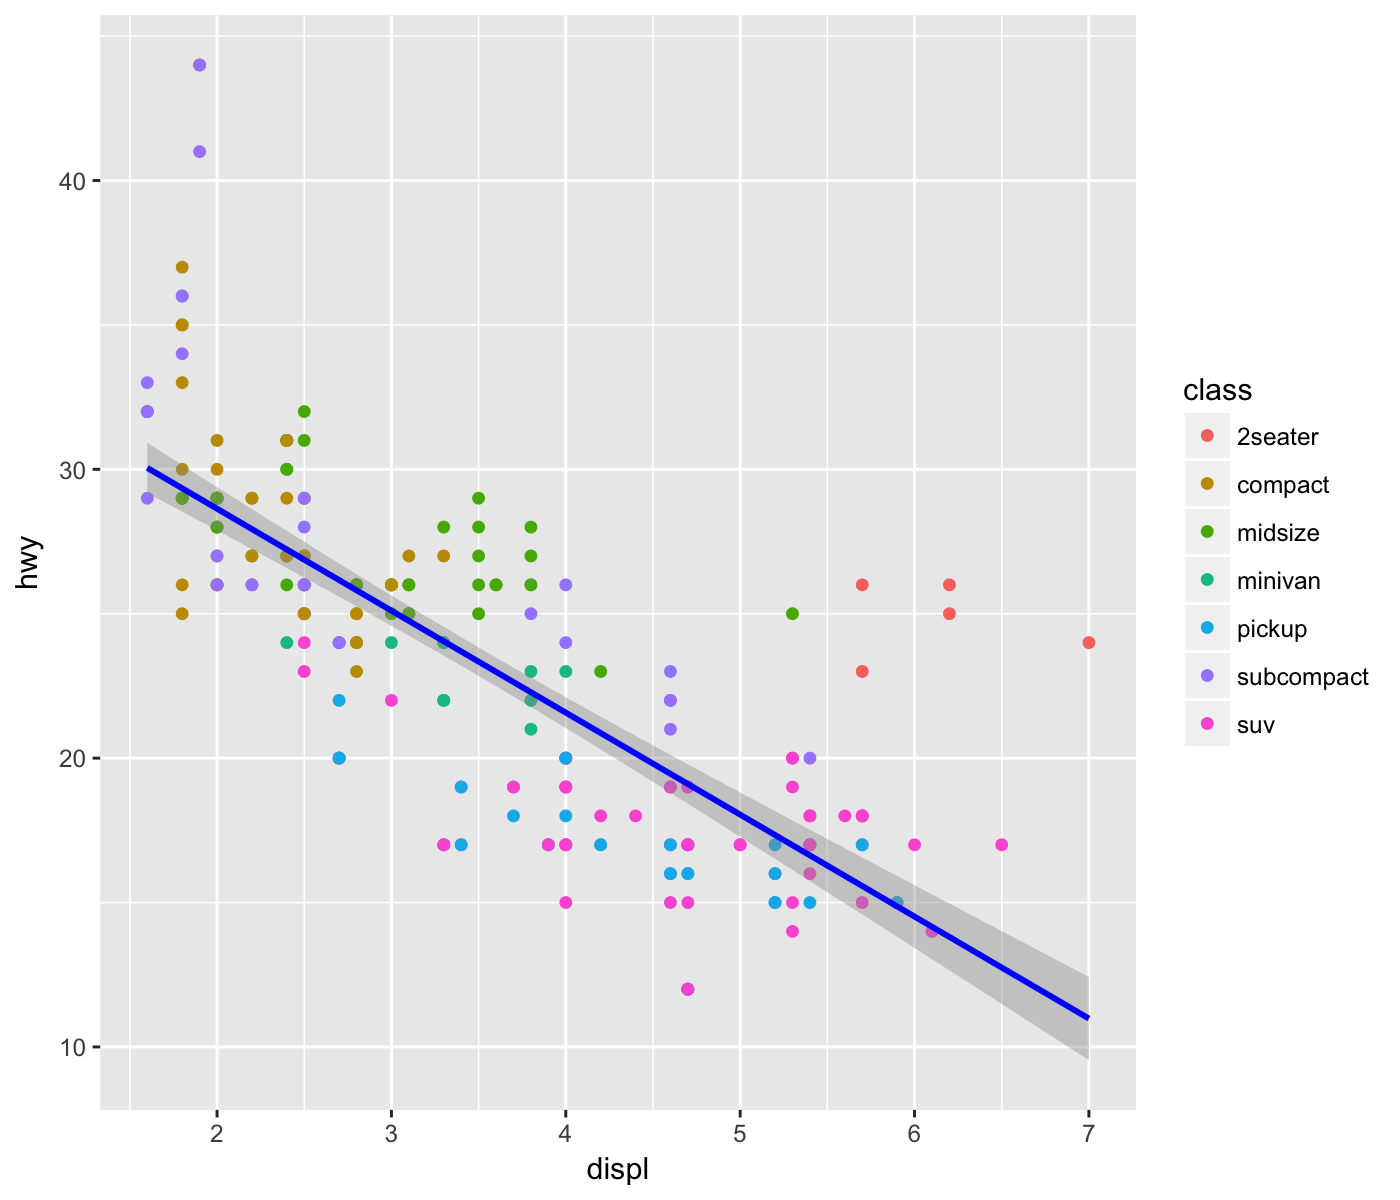 hwy
40
30
20
10
2 3 4 5 6 7
displ
class
2seater
compact
midsize
minivan
pickup
subcompact
suv